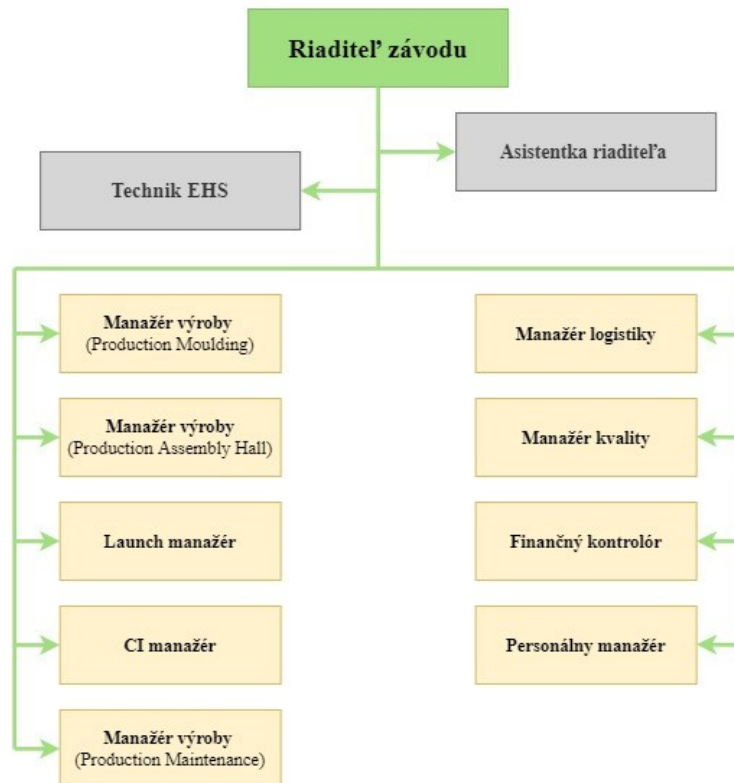 Riaditeľ závodu
Asistentka riaditeľa
Technik EHS
Manažér výroby
(Production Moulding)
Manažér výroby
(Production Assembly Hall)
Launch manažér
CI manažér
Manažér výroby
(Production Maintenance)
Manažér logistiky
Manažér kvality
Finančný kontrolór
Personálny manažér